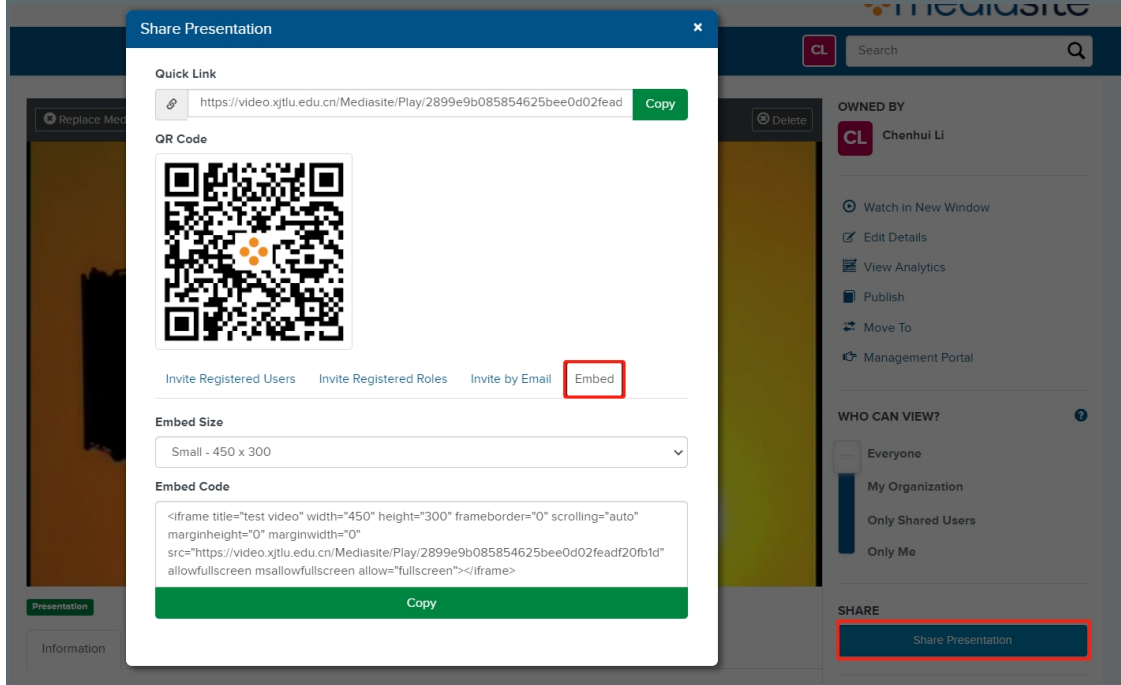 mediasite
Share Presentation
×
CL
Search
Quick Link
https://video.xjtlu.edu.cn/Mediasite/Play/2899e9b085854625bee0d02fead
Copy
Replace Med
Delete
QR Code
OWNED BY
CL
Chenhui Li
Watch in New Window
Edit Details
View Analytics
Publish
Move To
Management Portal
Invite Registered Users
Invite Registered Roles
Invite by Email
Embed
Embed Size
Small - 450 x 300
Embed Code
<iframe title="test video" width="450" height="300" frameborder="0" scrolling="auto"
marginheight="0" marginwidth="0"
src="https://video.xjtlu.edu.cn/Mediasite/Play/2899e9b085854625bee0d02feadf20fb1d"
allowfullscreen msallowfullscreen allow="fullscreen"></iframe>
Copy
WHO CAN VIEW?
?
Everyone
My Organization
Only Shared Users
Only Me
Presentation
Information
SHARE
Share Presentation